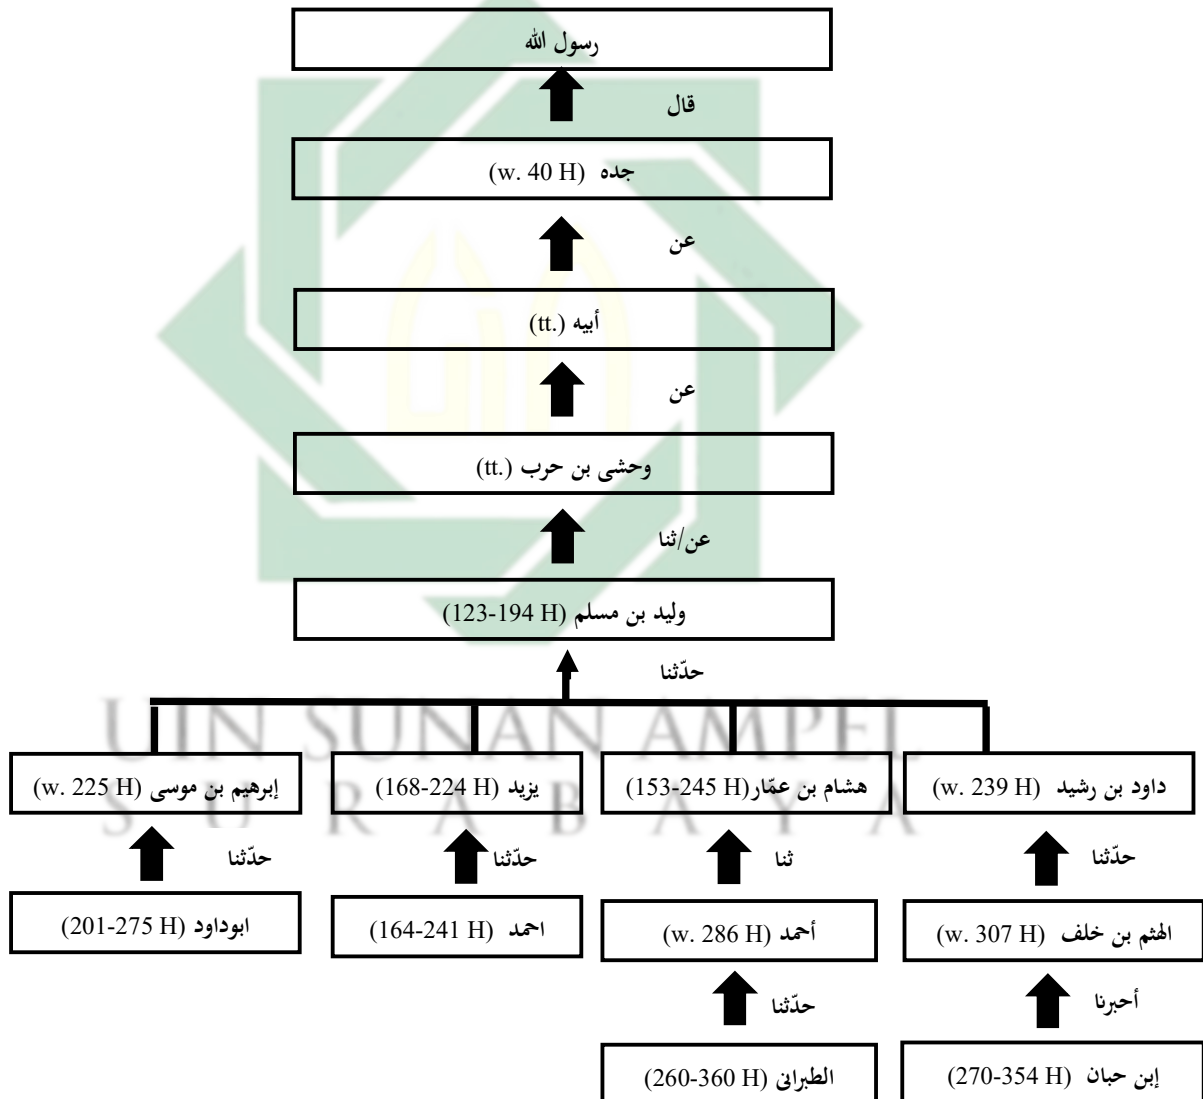 رسول الله
قال
جده (w. 40 H)
عن
أبيه (tt.)
عن
وحشى بن حرب (tt.)
عن/ثنا
وليد بن مسلم (123-194 H)
حدّثنا
UIN SUNAN AMPEL
إبرهيم بن موسى (w. 225 H)
يزيد (168-224 H)
هشام بن عمّار (153-245 H)
داود بن رشيد (w. 239 H)
SURABAYA
حدّثنا
حدّثنا
ثنا
حدّثنا
ابوداود (201-275 H)
احمد (164-241 H)
أحمد (w. 286 H)
الهثم بن خلف (w. 307 H)
حدّثنا
أحبرنا
الطبرانى (260-360 H)
إبن حبان (270-354 H)